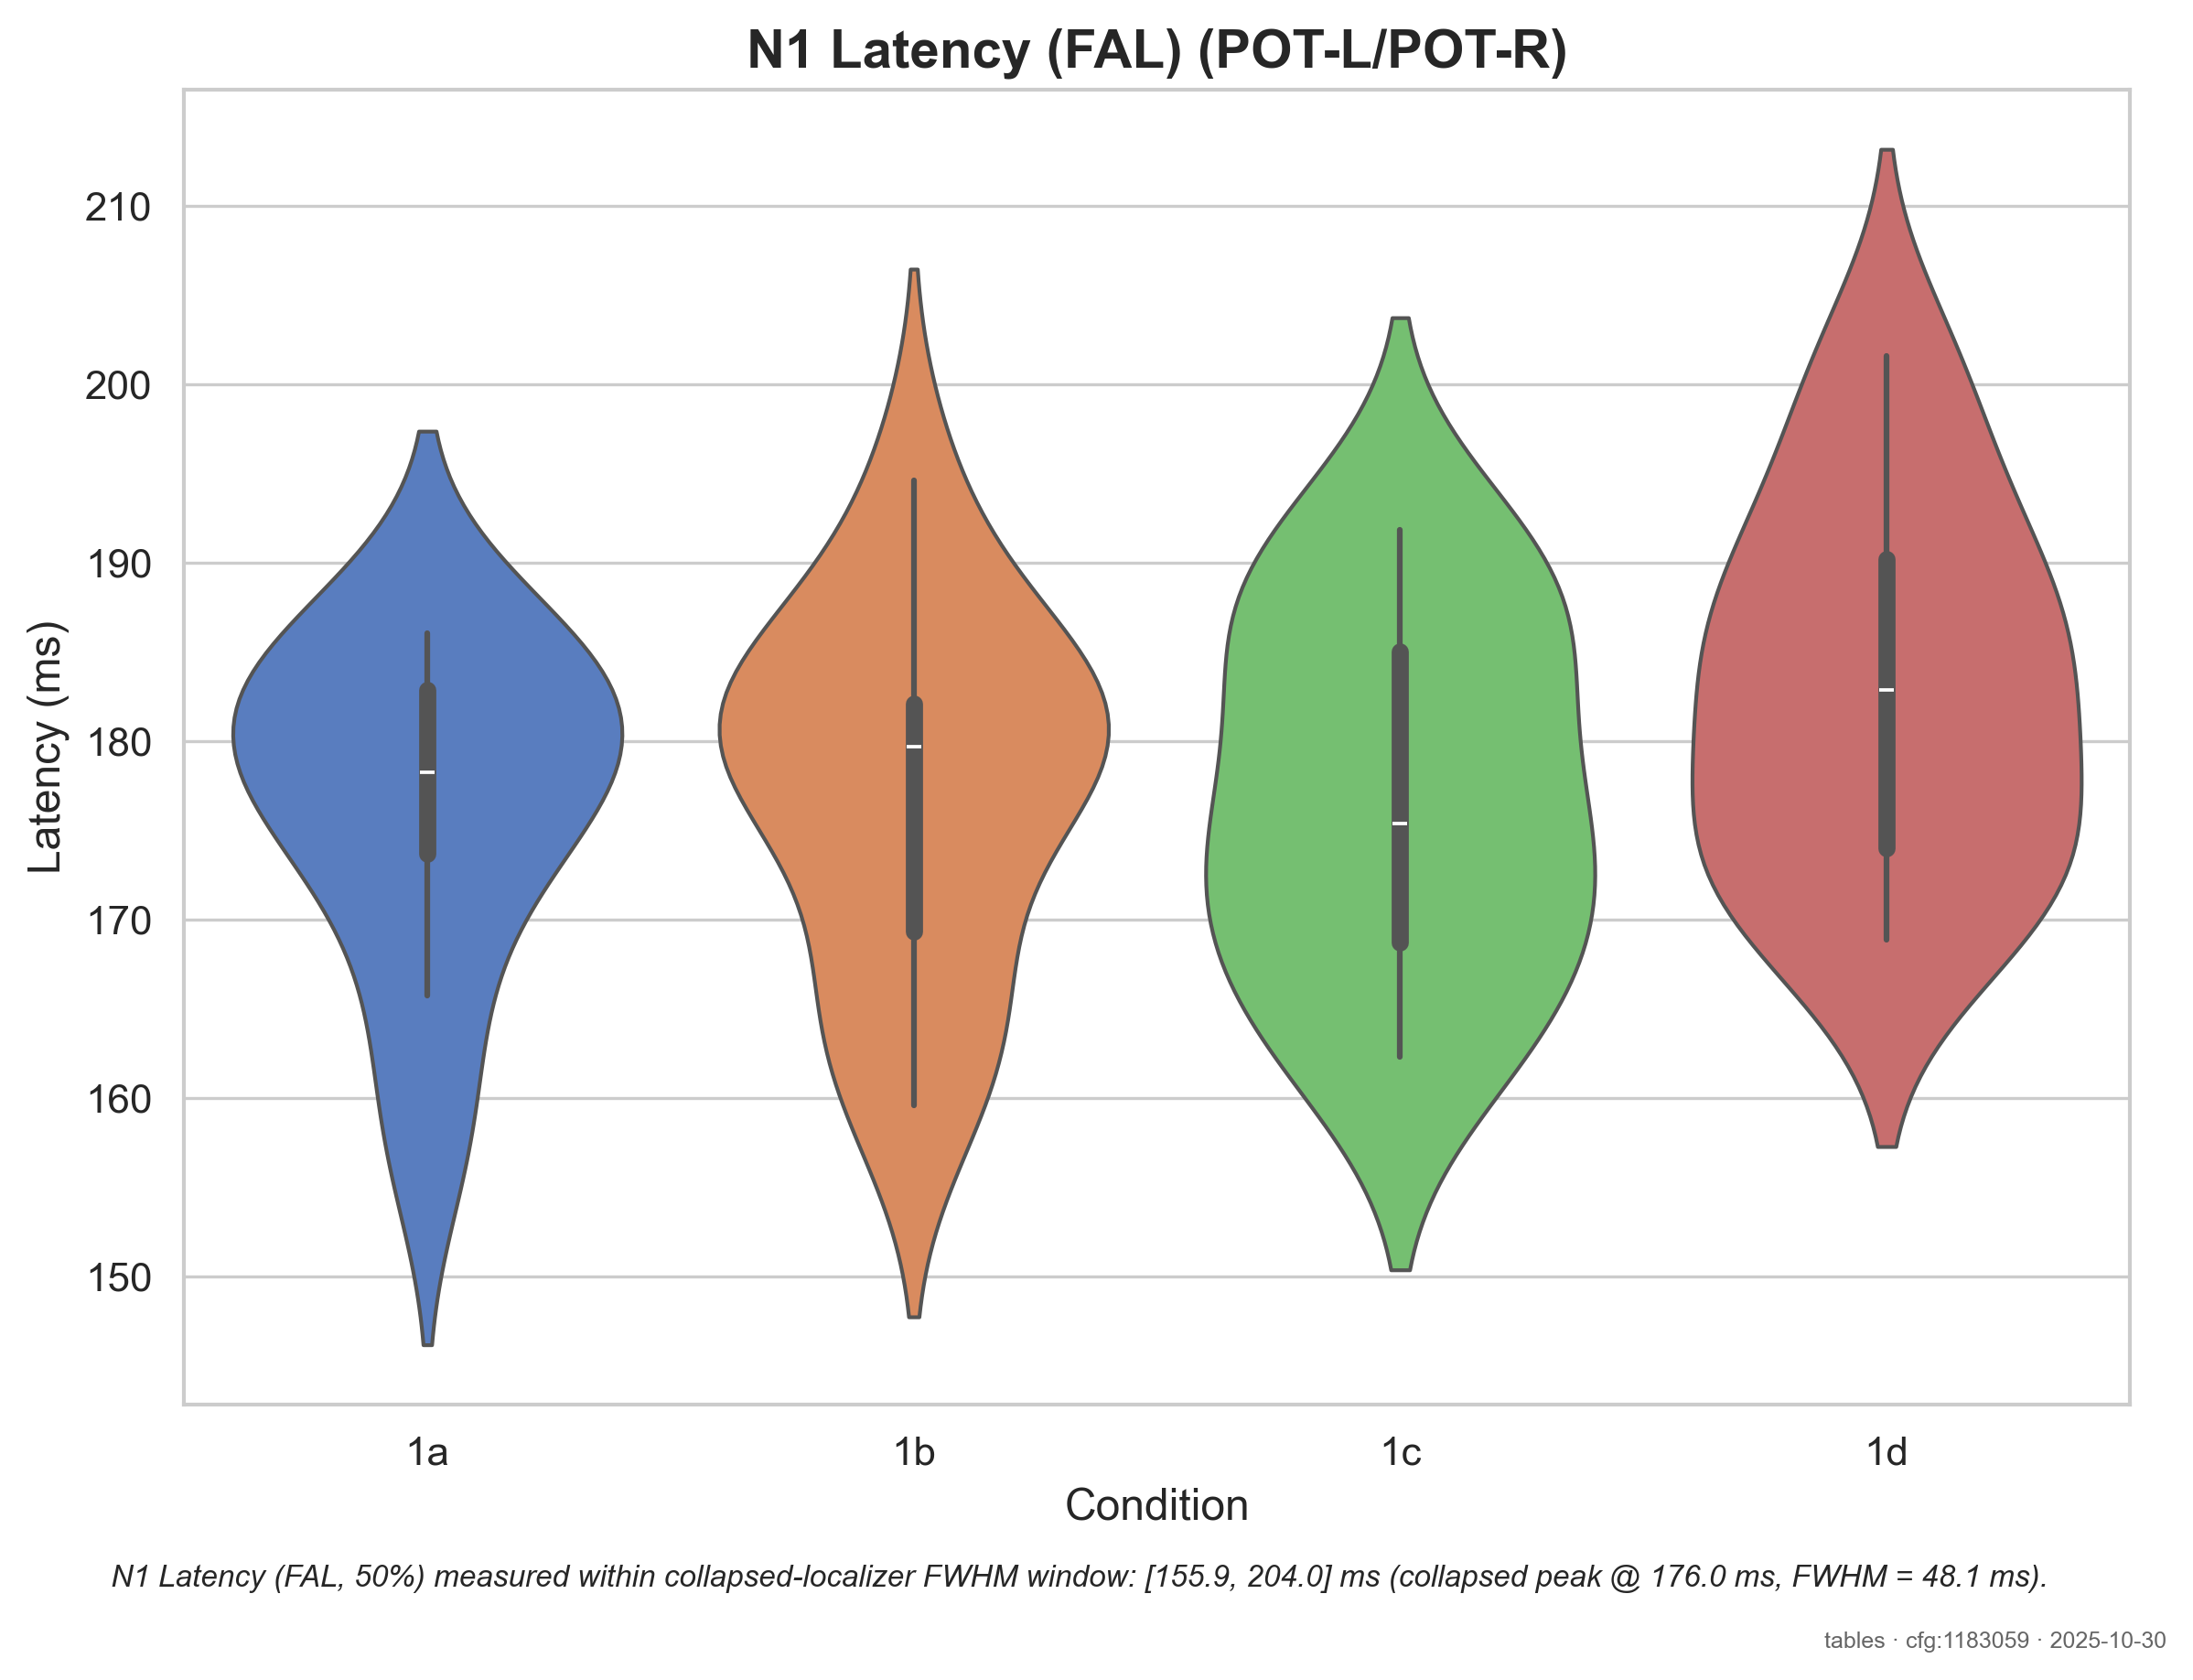 N1 Latency (FAL) (POT-L/POT-R)
Latency (ms)
210
200
190
180
170
160
150
1a 1b 1c 1d
Condition
N1 Latency (FAL, 50%) measured within collapsed-localizer FWHM window: [155.9, 204.0] ms (collapsed peak @ 176.0 ms, FWHM = 48.1 ms).
tables · cfg:1183059 · 2025-10-30